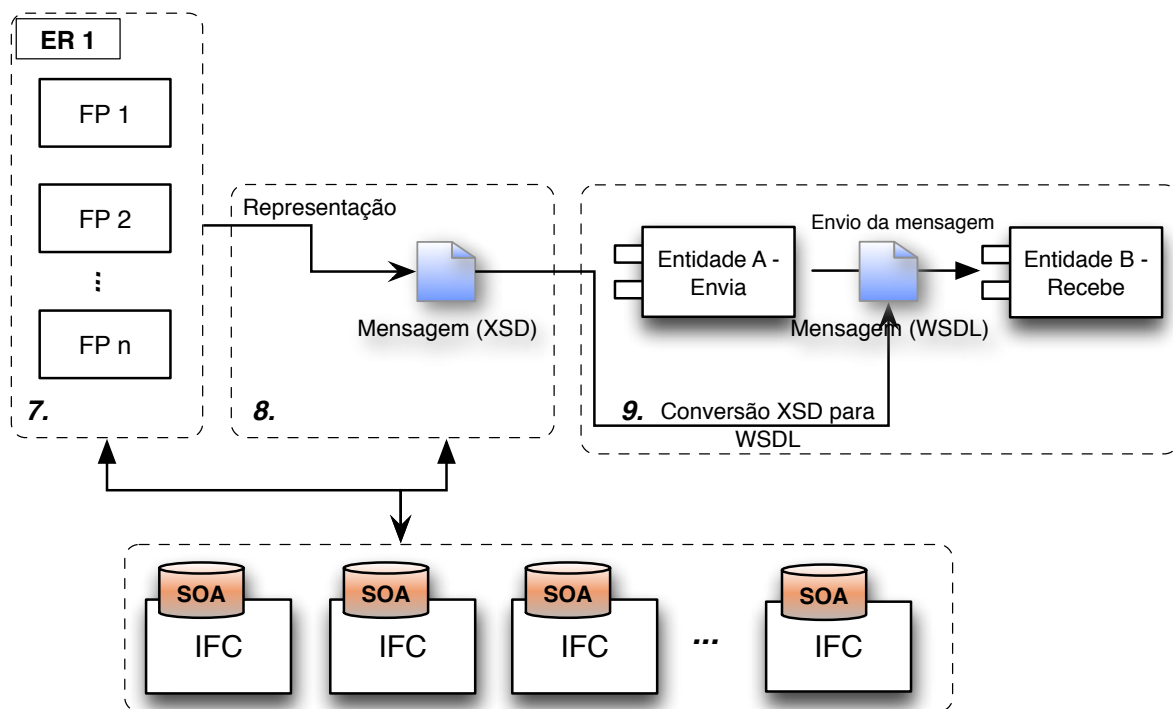 ER 1
FP 1
FP 2
...
FP n
7.
Representação
Mensagem (XSD)
8.
Entidade A -
Envia
Envio da mensagem
Mensagem (WSDL)
Entidade B -
Recebe
9. Conversão XSD para
WSDL
SOA
IFC
SOA
IFC
SOA
IFC
...
SOA
IFC